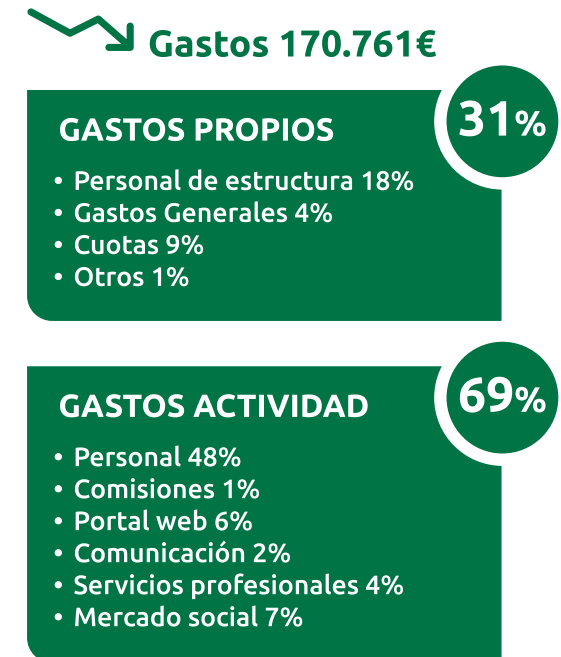 Gastos 170.761€
31%
GASTOS PROPIOS
• Personal de estructura 18%
• Gastos Generales 4%
• Cuotas 9%
• Otros 1%
69%
GASTOS ACTIVIDAD
• Personal 48%
• Comisiones 1%
• Portal web 6%
• Comunicación 2%
• Servicios profesionales 4%
• Mercado social 7%